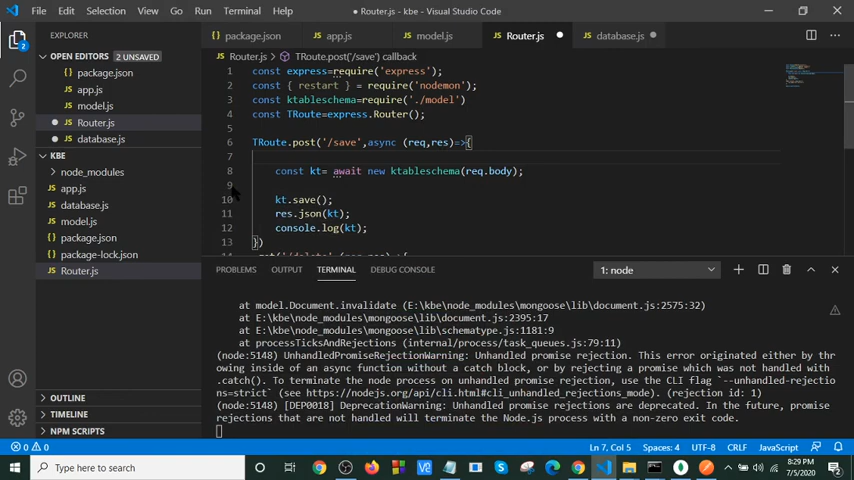 File Edit Selection View Go Run Terminal Help
● Router.js - kbe - Visual Studio Code
EXPLORER
OPEN EDITORS 2 UNSAVED
package.json
app.js
model.js
Router.js
database.js
KBE
node_modules
app.js
database.js
model.js
package.json
package-lock.json
Router.js
OUTLINE
TIMELINE
NPM SCRIPTS
package.json app.js model.js Router.js database.js
Router.js > TRoute.post('/save') callback
1 const express=require('express');
2 const { restart } = require('nodemon');
3 const ktableschema=require('./model')
4 const TRoute=express.Router();
5
6 TRoute.post('/save',async (req,res)=>{
7
8 const kt= await new ktableschema(req.body);
9
10 kt.save();
11 res.json(kt);
12 console.log(kt);
13 })
PROBLEMS OUTPUT TERMINAL DEBUG CONSOLE 1: node
at model.Document.invalidate (E:\kbe\node_modules\mongoose\lib\document.js:2575:32)
at E:\kbe\node_modules\mongoose\lib\document.js:2395:17
at E:\kbe\node_modules\mongoose\lib\schematype.js:1181:9
at processTicksAndRejections (internal/process/task_queues.js:79:11)
(node:5148) UnhandledPromiseRejectionWarning: Unhandled promise rejection. This error originated either by thr
owing inside of an async function without a catch block, or by rejecting a promise which was not handled with
.catch(). To terminate the node process on unhandled promise rejection, use the CLI flag `--unhandled-rejectio
ns=strict` (see https://nodejs.org/api/cli.html#cli_unhandled_rejections_mode). (rejection id: 1)
(node:5148) [DEP0018] DeprecationWarning: Unhandled promise rejections are deprecated. In the future, promise
rejections that are not handled will terminate the Node.js process with a non-zero exit code.
0 0 Ln 7, Col 5 Spaces: 4 UTF-8 CRLF JavaScript
Type here to search
8:29 PM
7/5/2020